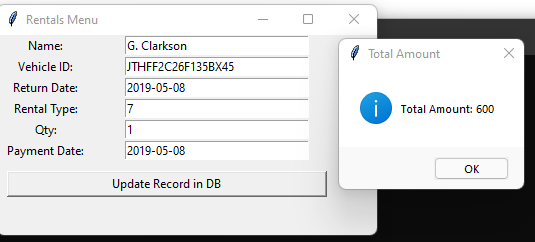 Rentals Menu
Name: G. Clarkson
Vehicle ID: JTHFF2C26F135BX45
Return Date: 2019-05-08
Rental Type: 7
Qty: 1
Payment Date: 2019-05-08
Update Record in DB
Total Amount
Total Amount: 600
OK